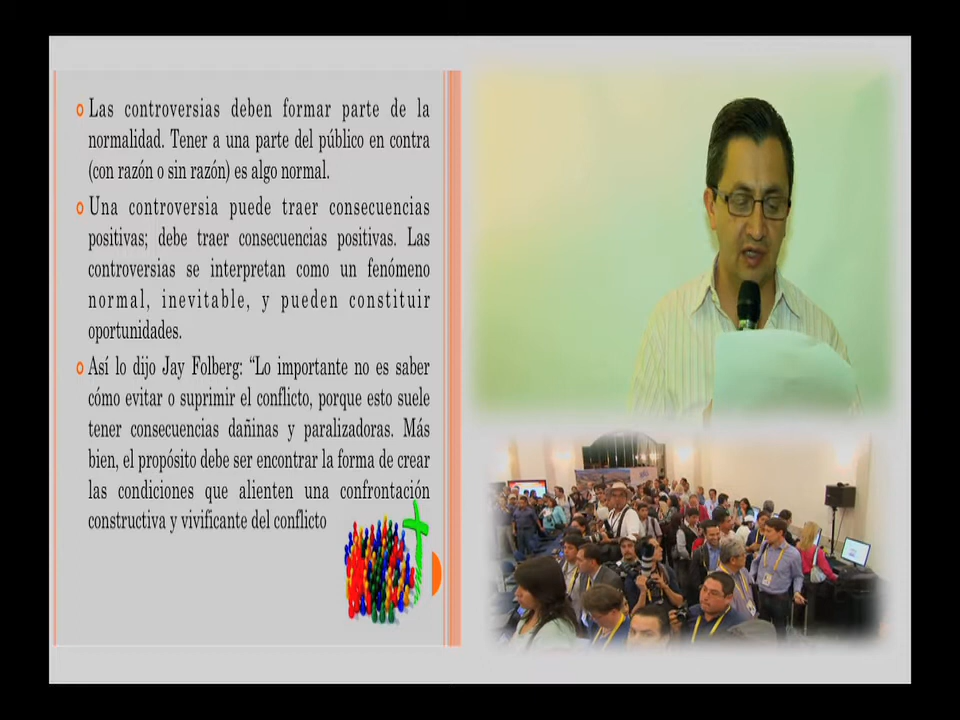 Las controversias deben formar parte de la
normalidad. Tener a una parte del público en contra
(con razón o sin razón) es algo normal.
Una controversia puede traer consecuencias
positivas; debe traer consecuencias positivas. Las
controversias se interpretan como un fenómeno
normal, inevitable, y pueden constituir
oportunidades.
Así lo dijo Jay Folberg: “Lo importante no es saber
cómo evitar o suprimir el conflicto, porque esto suele
tener consecuencias dañinas y paralizadoras. Más
bien, el propósito debe ser encontrar la forma de crear
las condiciones que alienten una confrontación
constructiva y vivificante del conflicto